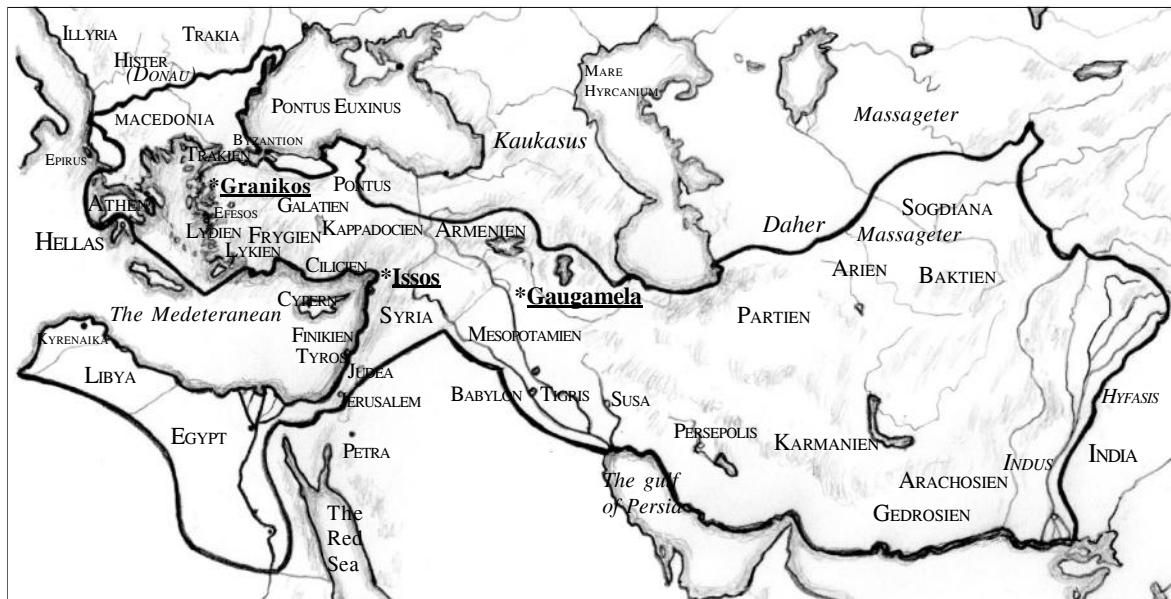 ILLYRIA
TRAKIA
HISTER
(DONAU)
MARE
HYRCANIUM
PONTUS EUXINUS
MACEDONIA
Massageter
Kaukasus
BYZANTION
TRAKIEN
EPIRUS
*Granikos
PONTUS
ATHEN
GALATIEN
EFESOS
LYDIEN
FRYGIEN
KAPPADOCIEN
ARMENIEN
SOGDIANA
Daher
Massageter
HELLAS
LYKIEN
CILICIEN
*Issos
ARIEN
BAKTIEN
*Gaugamela
CYPERN
The Medeteranean
SYRIA
PARTIEN
KYRENAIKA
FINIKIEN
MESOPOTAMIEN
TYROS
LIBYA
JUDEA
JERUSALEM
BABYLON
TIGRIS
SUSA
HYFASIS
EGYPT
PERSEPOLIS
KARMANIEN
PETRA
INDUS
INDIA
The gulf
of Persia
ARACHOSIEN
GEDROSIEN
The
Red
Sea